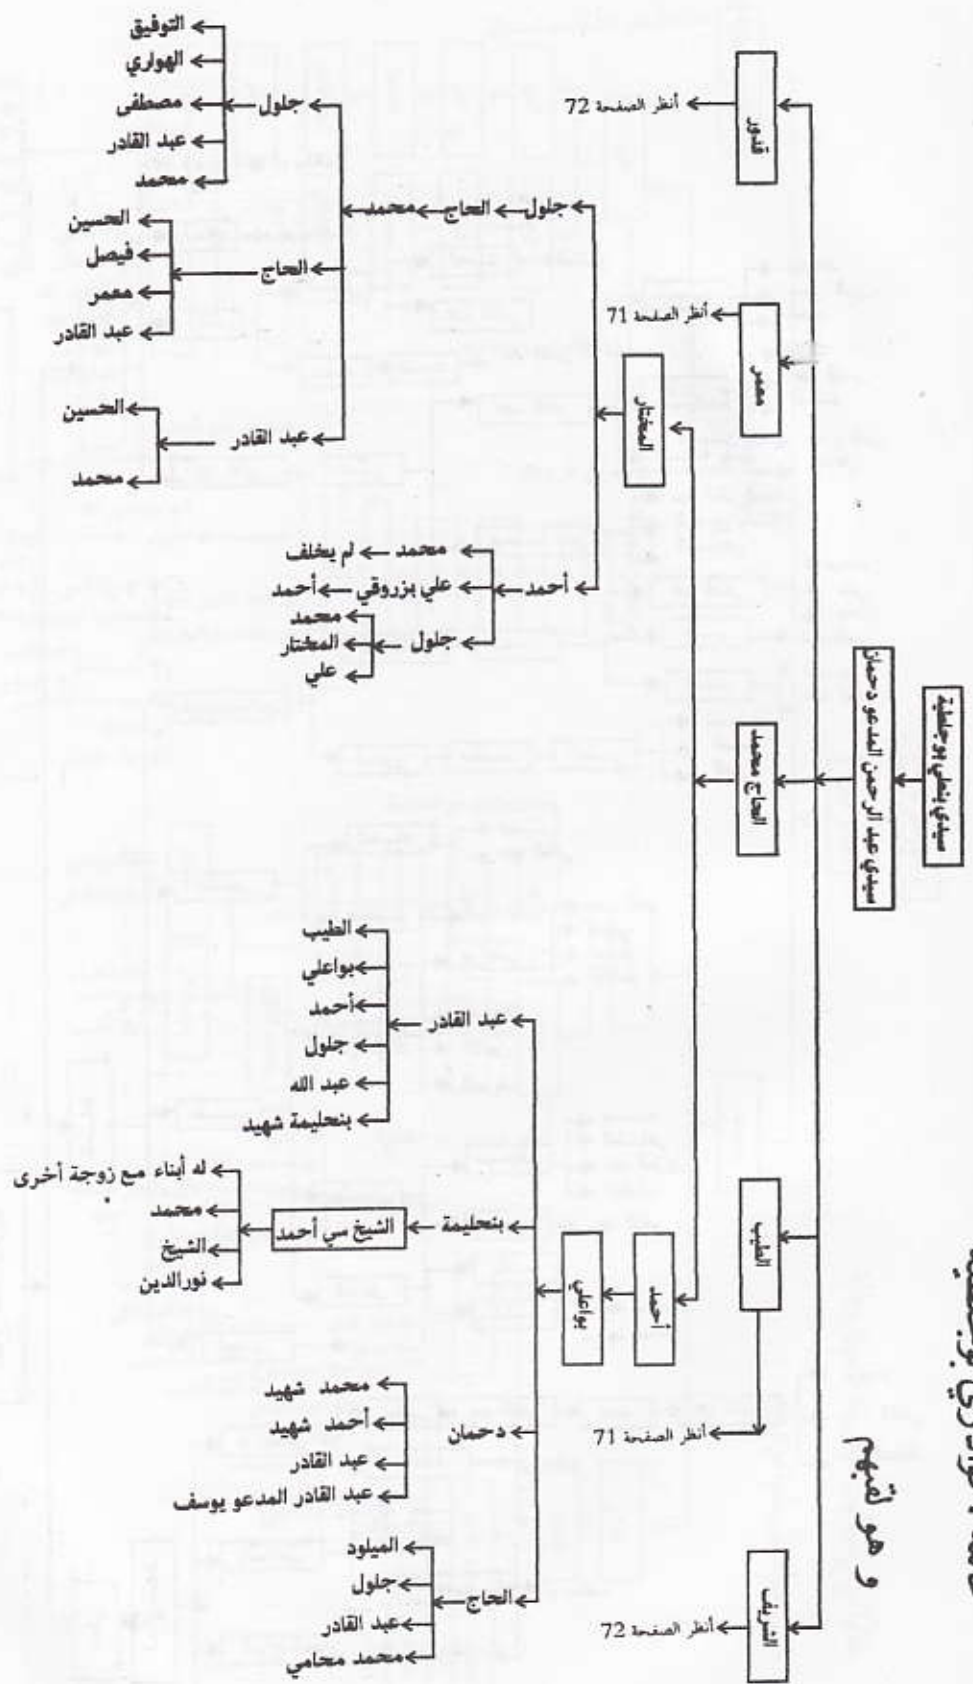 و هو لقبهم
سيدي بنعلي بوجلطية
سيدي عبد الرحمن المدعو دحمان
قدور
أنظر الصفحة 72
معمر
أنظر الصفحة 71
الحاج محمد
الطيب
أنظر الصفحة 71
الشريف
أنظر الصفحة 72
المختار
جلول
الحاج
محمد
جلول
التوفيق
الهواري
مصطفى
عبد القادر
محمد
الحاج
الحسين
فيصل
معمر
عبد القادر
عبد القادر
الحسين
محمد
أحمد
محمد
لم يخلف
علي بزروقي
أحمد
جلول
محمد
المختار
علي
أحمد
بواعلي
عبد القادر
الطيب
بواعلي
أحمد
جلول
عبد الله
بنحليمة شهيد
بنحليمة
الشيخ سي أحمد
له أبناء مع زوجة أخرى
محمد
الشيخ
نورالدين
دحمان
محمد شهيد
أحمد شهيد
عبد القادر
عبد القادر المدعو يوسف
الحاج
الميلود
جلول
عبد القادر
محمد محامي